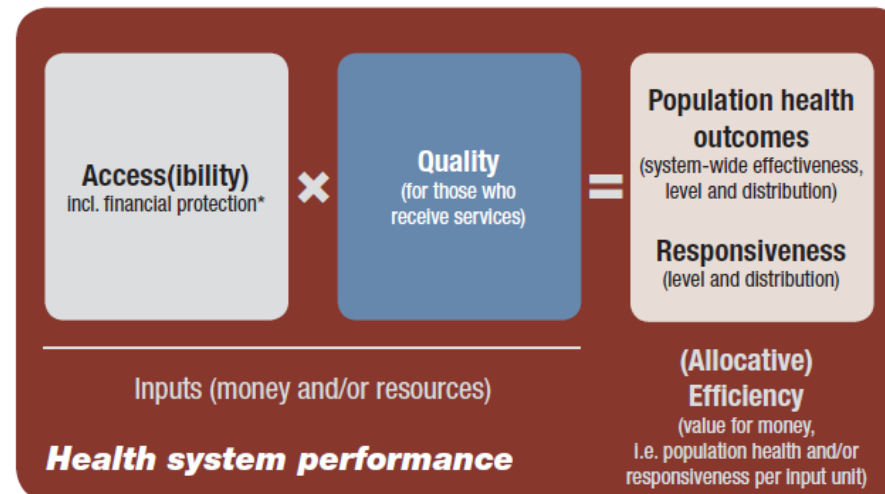 Access(ibility)
incl. financial protection*
×
Quality
(for those who
receive services)
=
Population health
outcomes
(system-wide effectiveness,
level and distribution)
Responsiveness
(level and distribution)
Inputs (money and/or resources)
Health system performance
(Allocative)
Efficiency
(value for money,
i.e. population health and/or
responsiveness per input unit)